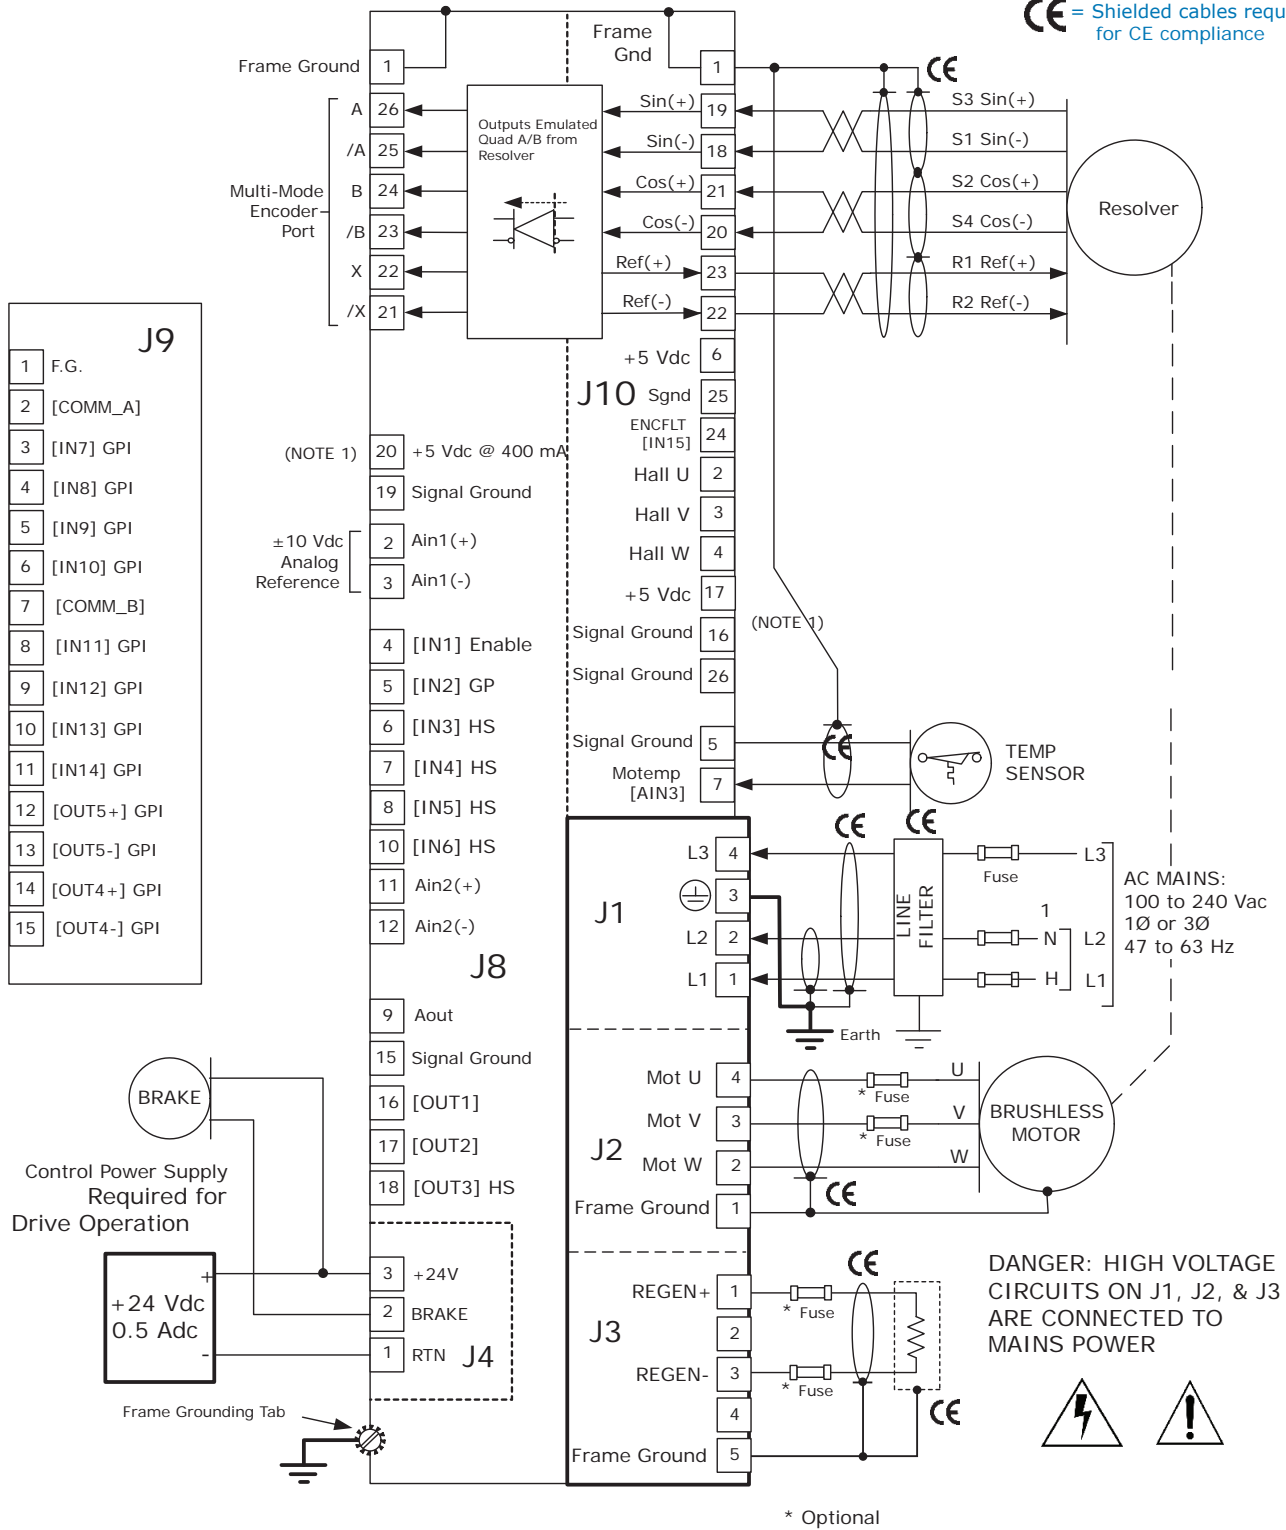 CE = Shielded cables requ
for CE compliance
Frame Ground 1
Frame
Gnd
1
CE
Multi-Mode
Encoder
Port
A 26
/A 25
B 24
/B 23
X 22
/X 21
Outputs Emulated
Quad A/B from
Resolver
Sin(+) 19
Sin(-) 18
Cos(+) 21
Cos(-) 20
Ref(+) 23
Ref(-) 22
S3 Sin(+)
S1 Sin(-)
S2 Cos(+)
S4 Cos(-)
R1 Ref(+)
R2 Ref(-)
Resolver
J9
1 F.G.
2 [COMM_A]
3 [IN7] GPI
4 [IN8] GPI
5 [IN9] GPI
6 [IN10] GPI
7 [COMM_B]
8 [IN11] GPI
9 [IN12] GPI
10 [IN13] GPI
11 [IN14] GPI
12 [OUT5+] GPI
13 [OUT5-] GPI
14 [OUT4+] GPI
15 [OUT4-] GPI
(NOTE 1) 20 +5 Vdc @ 400 mA
19 Signal Ground
±10 Vdc
Analog
Reference
2 Ain1(+)
3 Ain1(-)
4 [IN1] Enable
5 [IN2] GP
6 [IN3] HS
7 [IN4] HS
8 [IN5] HS
10 [IN6] HS
11 Ain2(+)
12 Ain2(-)
J8
9 Aout
15 Signal Ground
16 [OUT1]
17 [OUT2]
18 [OUT3] HS
J10
+5 Vdc 6
Sgnd 25
ENCFLT
[IN15]
24
Hall U 2
Hall V 3
Hall W 4
+5 Vdc 17
Signal Ground 16
(NOTE 1)
Signal Ground 26
Signal Ground 5
Motemp
[AIN3]
7
CE
TEMP
SENSOR
CE
CE
J1
L3 4
3
L2 2
L1 1
LINE
FILTER
Fuse
L3
1
N
L2
H
L1
AC MAINS:
100 to 240 Vac
1Ø or 3Ø
47 to 63 Hz
Earth
J2
Mot U 4
Mot V 3
Mot W 2
Frame Ground 1
* Fuse
* Fuse
U
V
W
BRUSHLESS
MOTOR
CE
BRAKE
Control Power Supply
Required for
Drive Operation
+
+24 Vdc
0.5 Adc
-
3 +24V
2 BRAKE
1 RTN
J4
Frame Grounding Tab
J3
REGEN+ 1
2
REGEN- 3
4
Frame Ground 5
* Fuse
* Fuse
CE
CE
DANGER: HIGH VOLTAGE
CIRCUITS ON J1, J2, & J3
ARE CONNECTED TO
MAINS POWER
!
* Optional